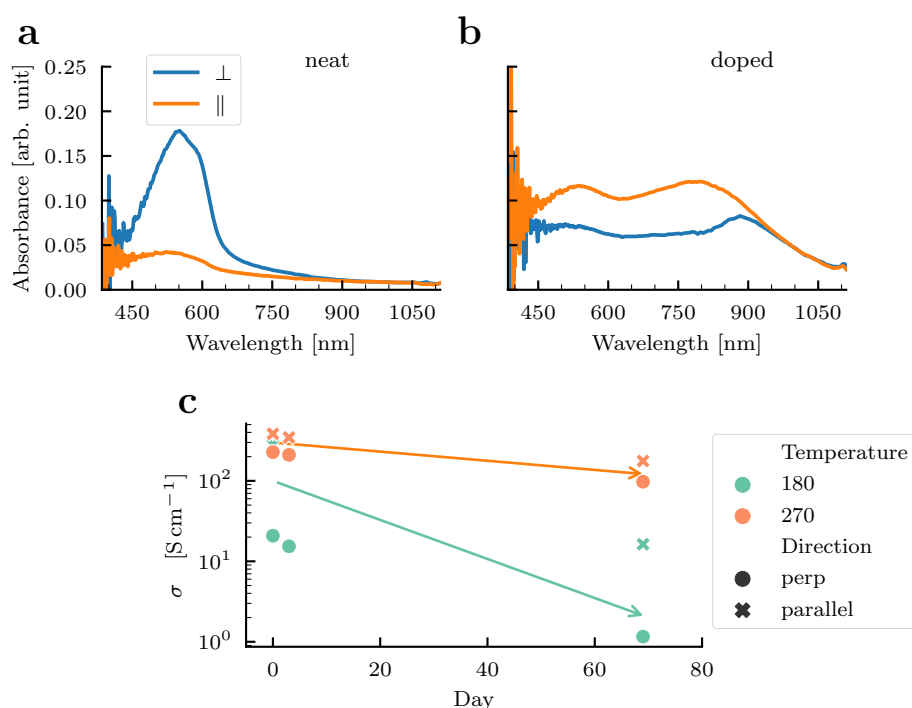 a
neat
⊥
||
Absorbance [arb. unit]
0.25
0.20
0.15
0.10
0.05
0.00
450 600 750 900 1050
Wavelength [nm]
b
doped
450 600 750 900 1050
Wavelength [nm]
c
σ [S cm⁻¹]
10²
10¹
10⁰
0 20 40 60 80
Day
Temperature
180
270
Direction
perp
parallel